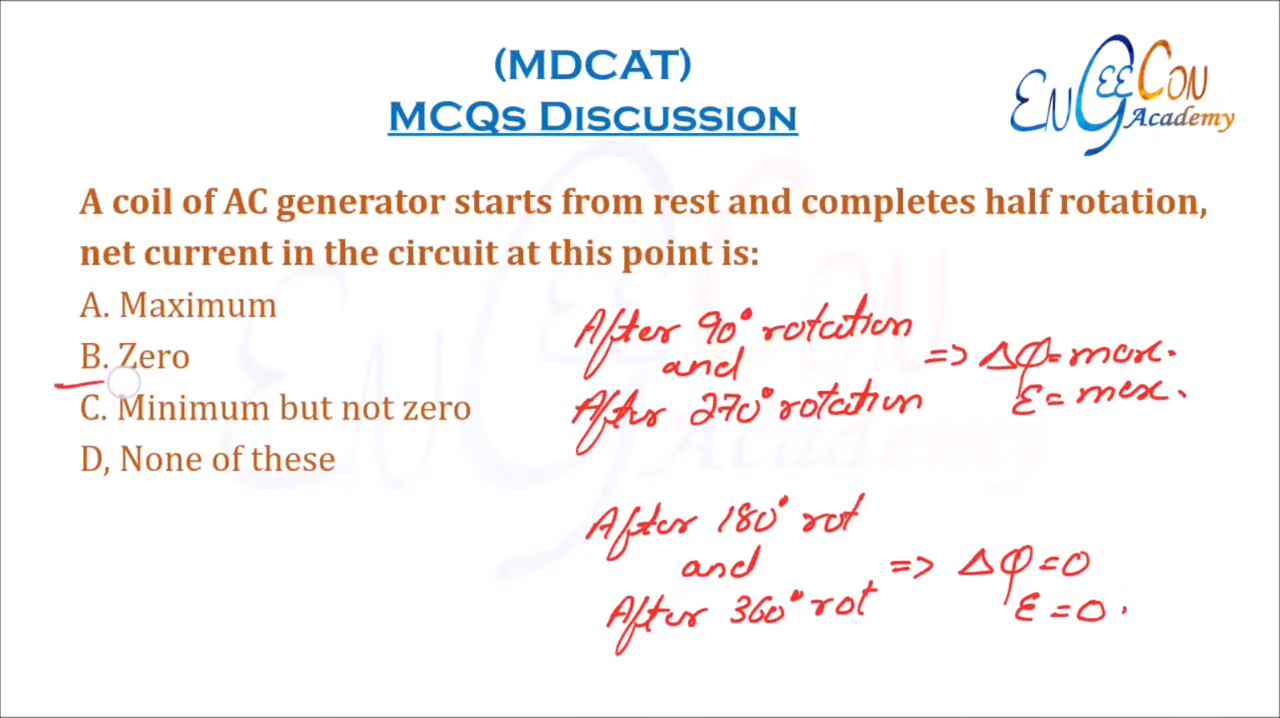 (MDCAT)
MCQs Discussion
EnGeeCon
Academy
A coil of AC generator starts from rest and completes half rotation,
net current in the circuit at this point is:
A. Maximum
B. Zero
C. Minimum but not zero
D, None of these
After 90° rotation
and
After 270° rotation
=> Δφ = max.
ε = max.
After 180° rot
and
After 360° rot
=> Δφ = 0
ε = 0.
EnGeeCon
Academy